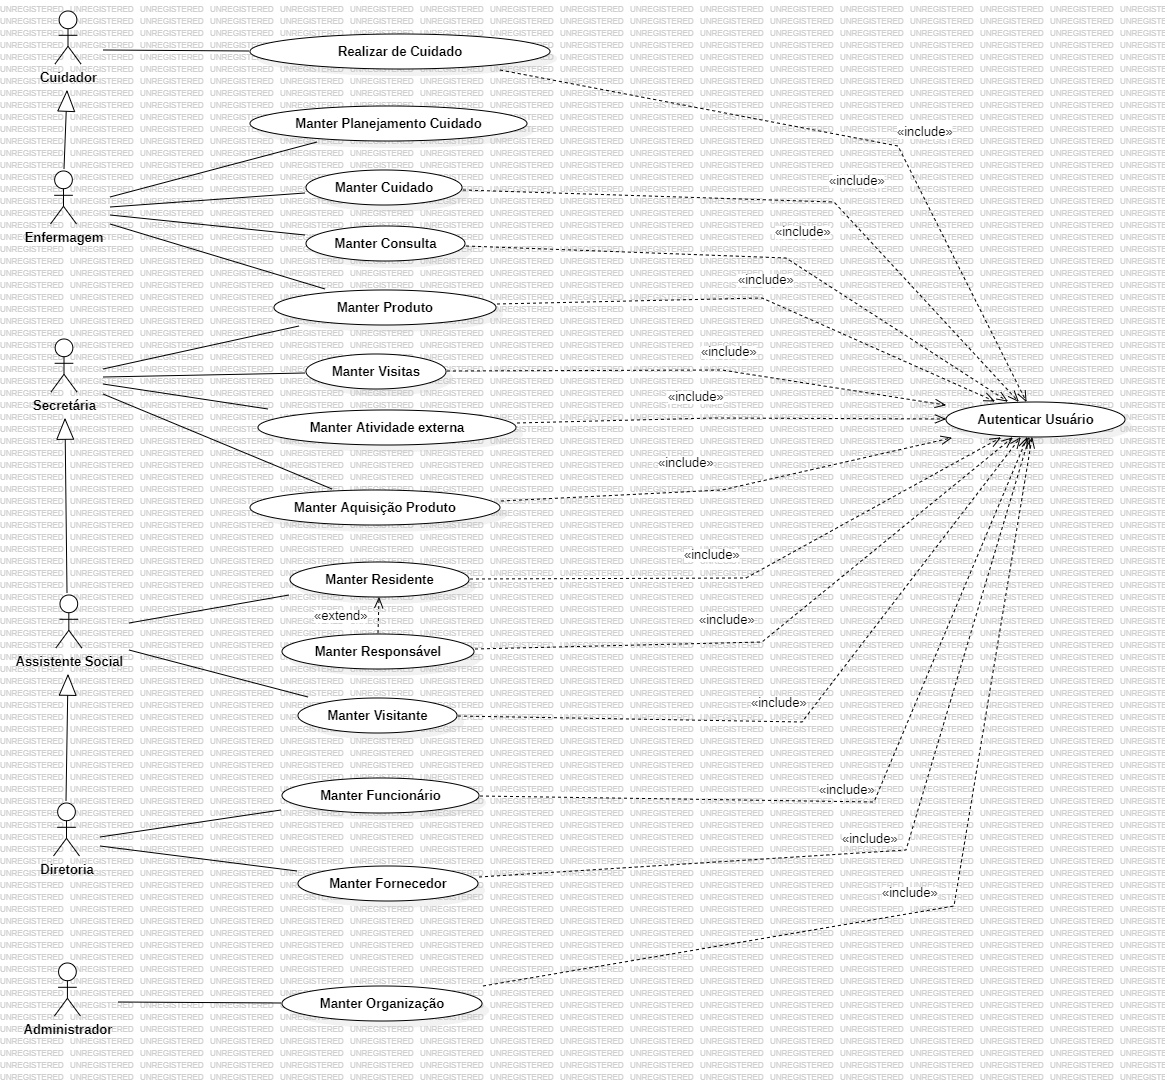 Cuidador
Realizar de Cuidado
«include»
Manter Planejamento Cuidado
«include»
Manter Cuidado
Enfermagem
«include»
Manter Consulta
«include»
Manter Produto
«include»
Manter Visitas
Secretária
«include»
Manter Atividade externa
Autenticar Usuário
«include»
Manter Aquisição Produto
«include»
Manter Residente
«extend»
«include»
Manter Responsável
Assistente Social
«include»
Manter Visitante
«include»
Manter Funcionário
«include»
Diretoria
Manter Fornecedor
«include»
Manter Organização
Administrador
UNREGISTERED